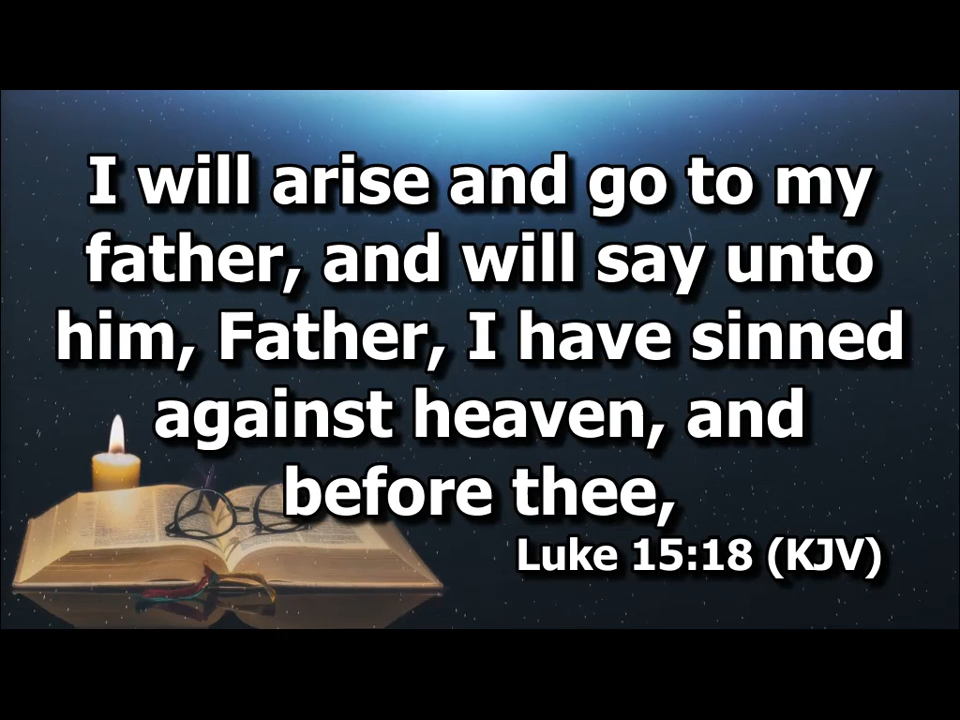 I will arise and go to my
father, and will say unto
him, Father, I have sinned
against heaven, and
before thee,
Luke 15:18 (KJV)